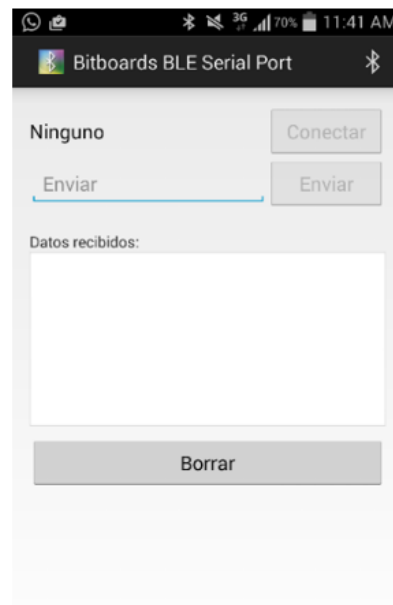 3G 70% 11:41 AM
Bitboards BLE Serial Port
Ninguno Conectar
Enviar Enviar
Datos recibidos:
Borrar